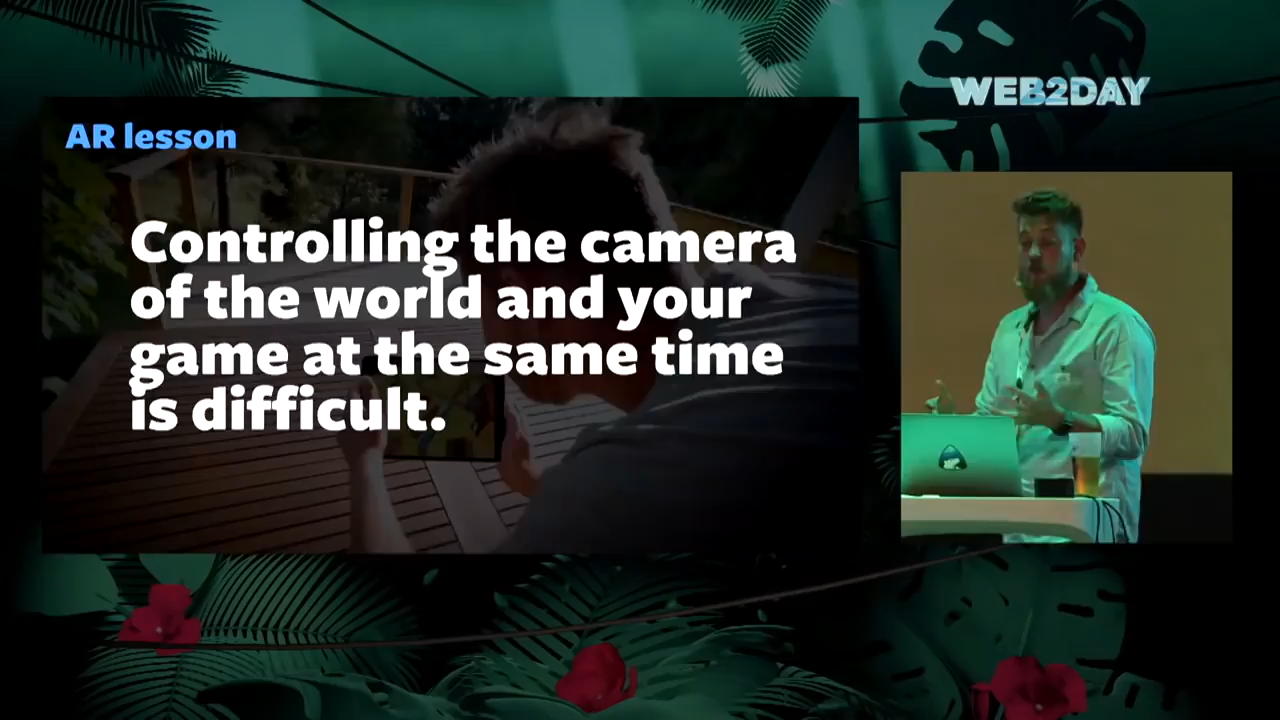 WEB2DAY
AR lesson
Controlling the camera
of the world and your
game at the same time
is difficult.